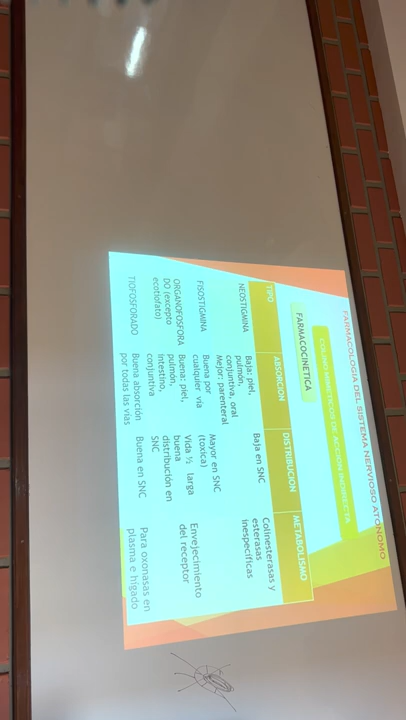 FARMACOLOGÍA DEL SISTEMA NERVIOSO AUTÓNOMO
COLINOMIMÉTICOS DE ACCIÓN INDIRECTA
FARMACOCINÉTICA
TIPO ABSORCIÓN DISTRIBUCIÓN METABOLISMO
NEOSTIGMINA
Baja: piel,
pulmón,
conjuntiva, oral
Mejor: parenteral
Baja en SNC
Colinesterasas y
esterasas
inespecíficas
FISOSTIGMINA
Buena por
cualquier vía
Mayor en SNC
(toxica)
ORGANOFOSFORA
DO (excepto
ecotiofato)
Buena: piel,
pulmón,
intestino,
conjuntiva
Vida ½ larga
buena
distribución en
SNC
Envejecimiento
del receptor
TIOFOSFORADO
Buena absorción
por todas las vías
Buena en SNC
Para oxonasas en
plasma e hígado